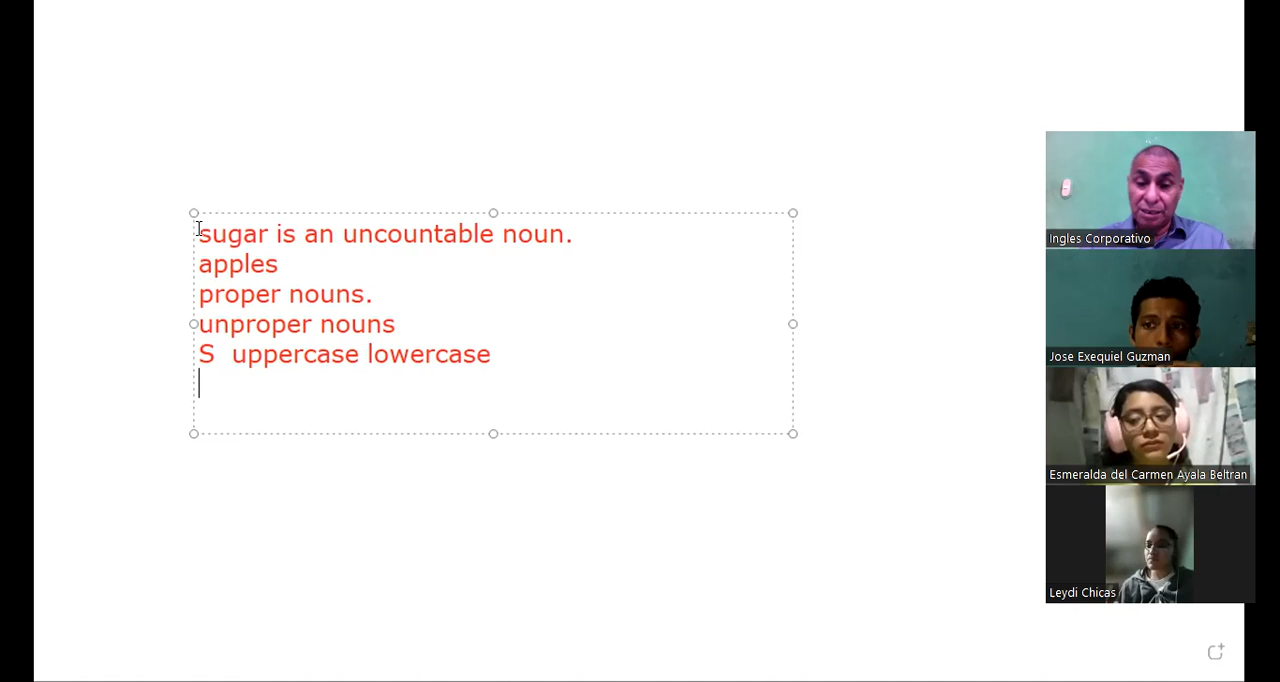 sugar is an uncountable noun.
apples
proper nouns.
unproper nouns
S  uppercase lowercase
Ingles Corporativo
Jose Exequiel Guzman
Esmeralda del Carmen Ayala Beltran
Leydi Chicas